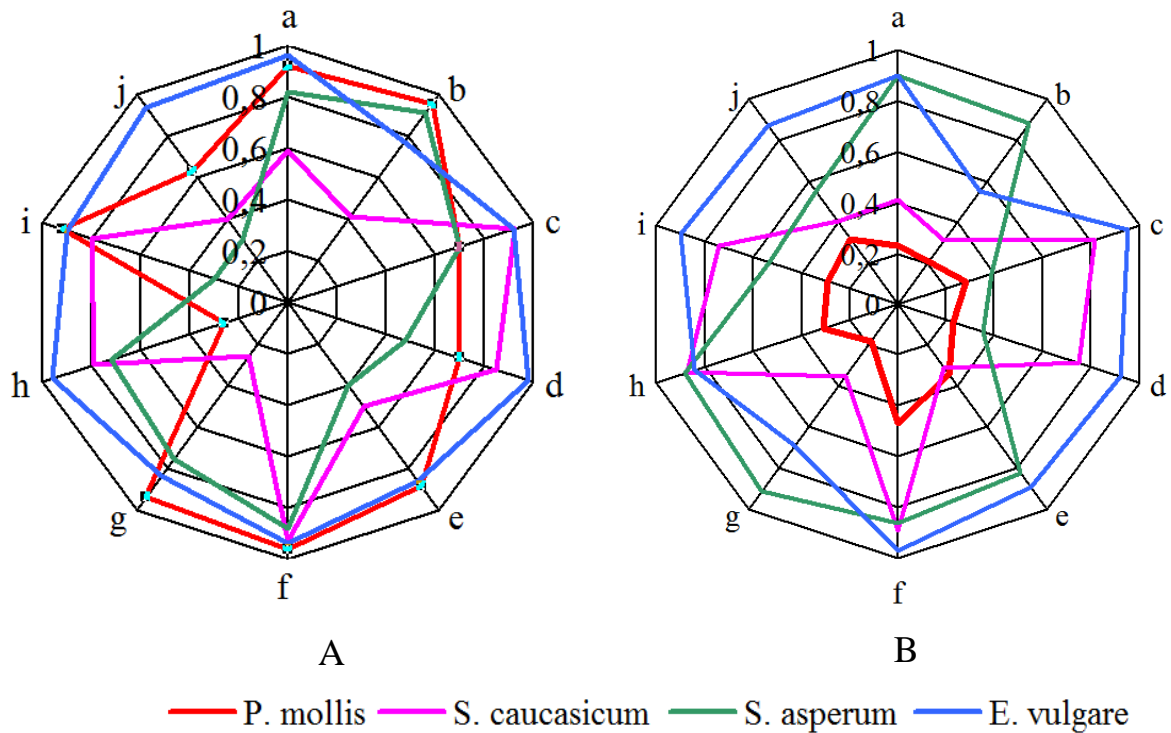 a
b
c
d
e
f
g
h
i
j
1
0,8
0,6
0,4
0,2
0
A
a
b
c
d
e
f
g
h
i
j
1
0,8
0,6
0,4
0,2
0
B
P. mollis S. caucasicum S. asperum E. vulgare